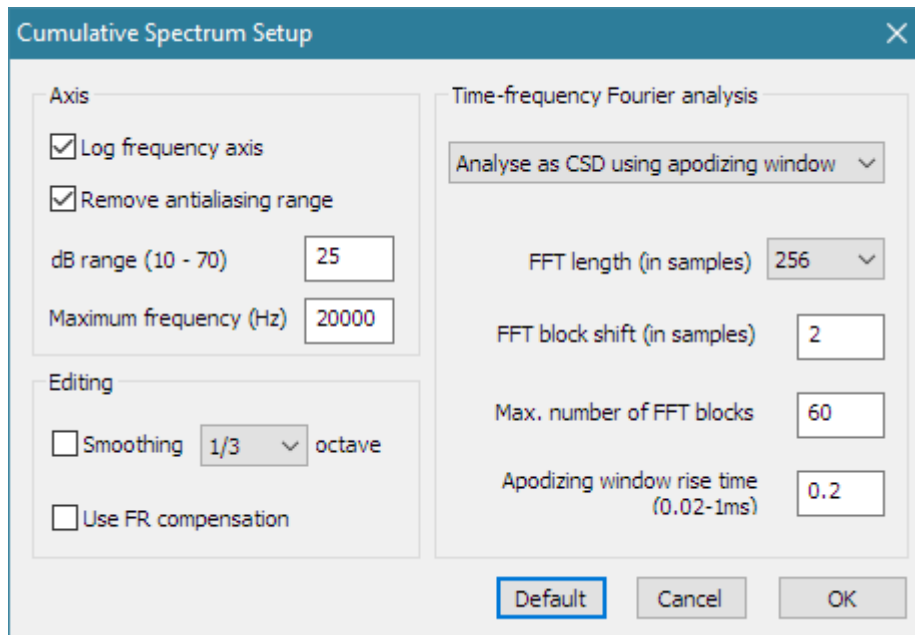 Cumulative Spectrum Setup
Axis
Log frequency axis
Remove antialiasing range
dB range (10 - 70) 25
Maximum frequency (Hz) 20000
Editing
Smoothing 1/3 octave
Use FR compensation
Time-frequency Fourier analysis
Analyse as CSD using apodizing window
FFT length (in samples) 256
FFT block shift (in samples) 2
Max. number of FFT blocks 60
Apodizing window rise time
(0.02-1ms) 0.2
Default Cancel OK